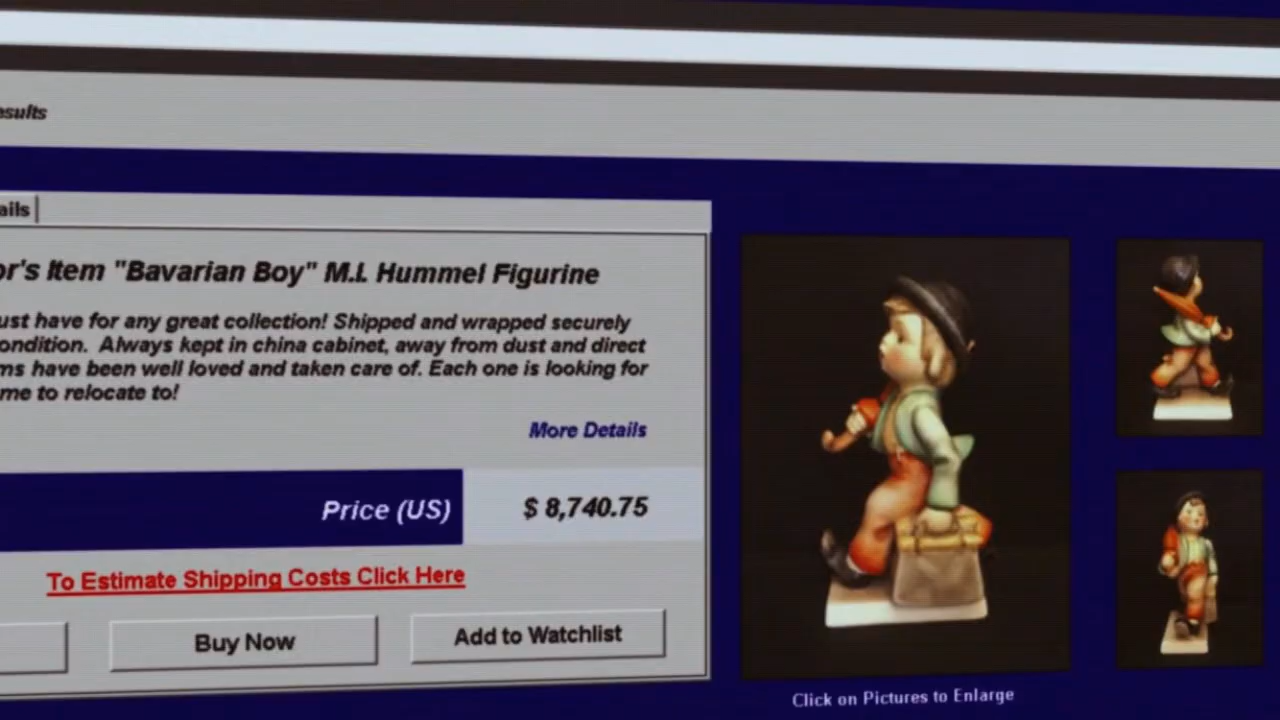 esults
ails
or's Item "Bavarian Boy" M.I. Hummel Figurine
ust have for any great collection! Shipped and wrapped securely
ondition. Always kept in china cabinet, away from dust and direct
ms have been well loved and taken care of. Each one is looking for
me to relocate to!
More Details
Price (US)
$ 8,740.75
To Estimate Shipping Costs Click Here
Buy Now
Add to Watchlist
Click on Pictures to Enlarge